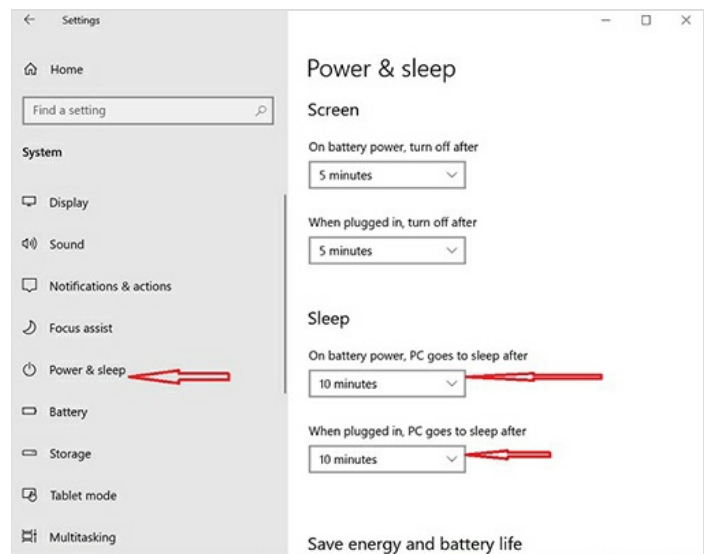 Settings
Home
Find a setting
System
Display
Sound
Notifications & actions
Focus assist
Power & sleep
Battery
Storage
Tablet mode
Multitasking
Power & sleep
Screen
On battery power, turn off after
5 minutes
When plugged in, turn off after
5 minutes
Sleep
On battery power, PC goes to sleep after
10 minutes
When plugged in, PC goes to sleep after
10 minutes
Save energy and battery life